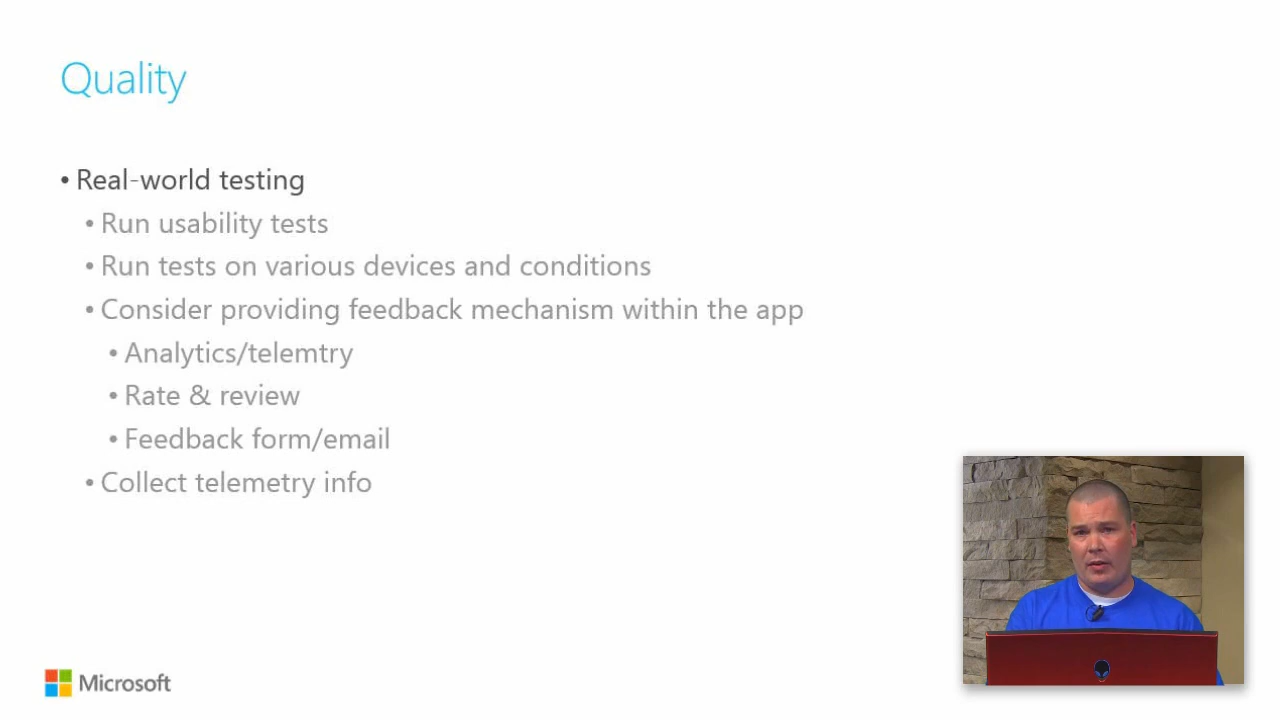 Quality
• Real-world testing
• Run usability tests
• Run tests on various devices and conditions
• Consider providing feedback mechanism within the app
• Analytics/telemtry
• Rate & review
• Feedback form/email
• Collect telemetry info
Microsoft